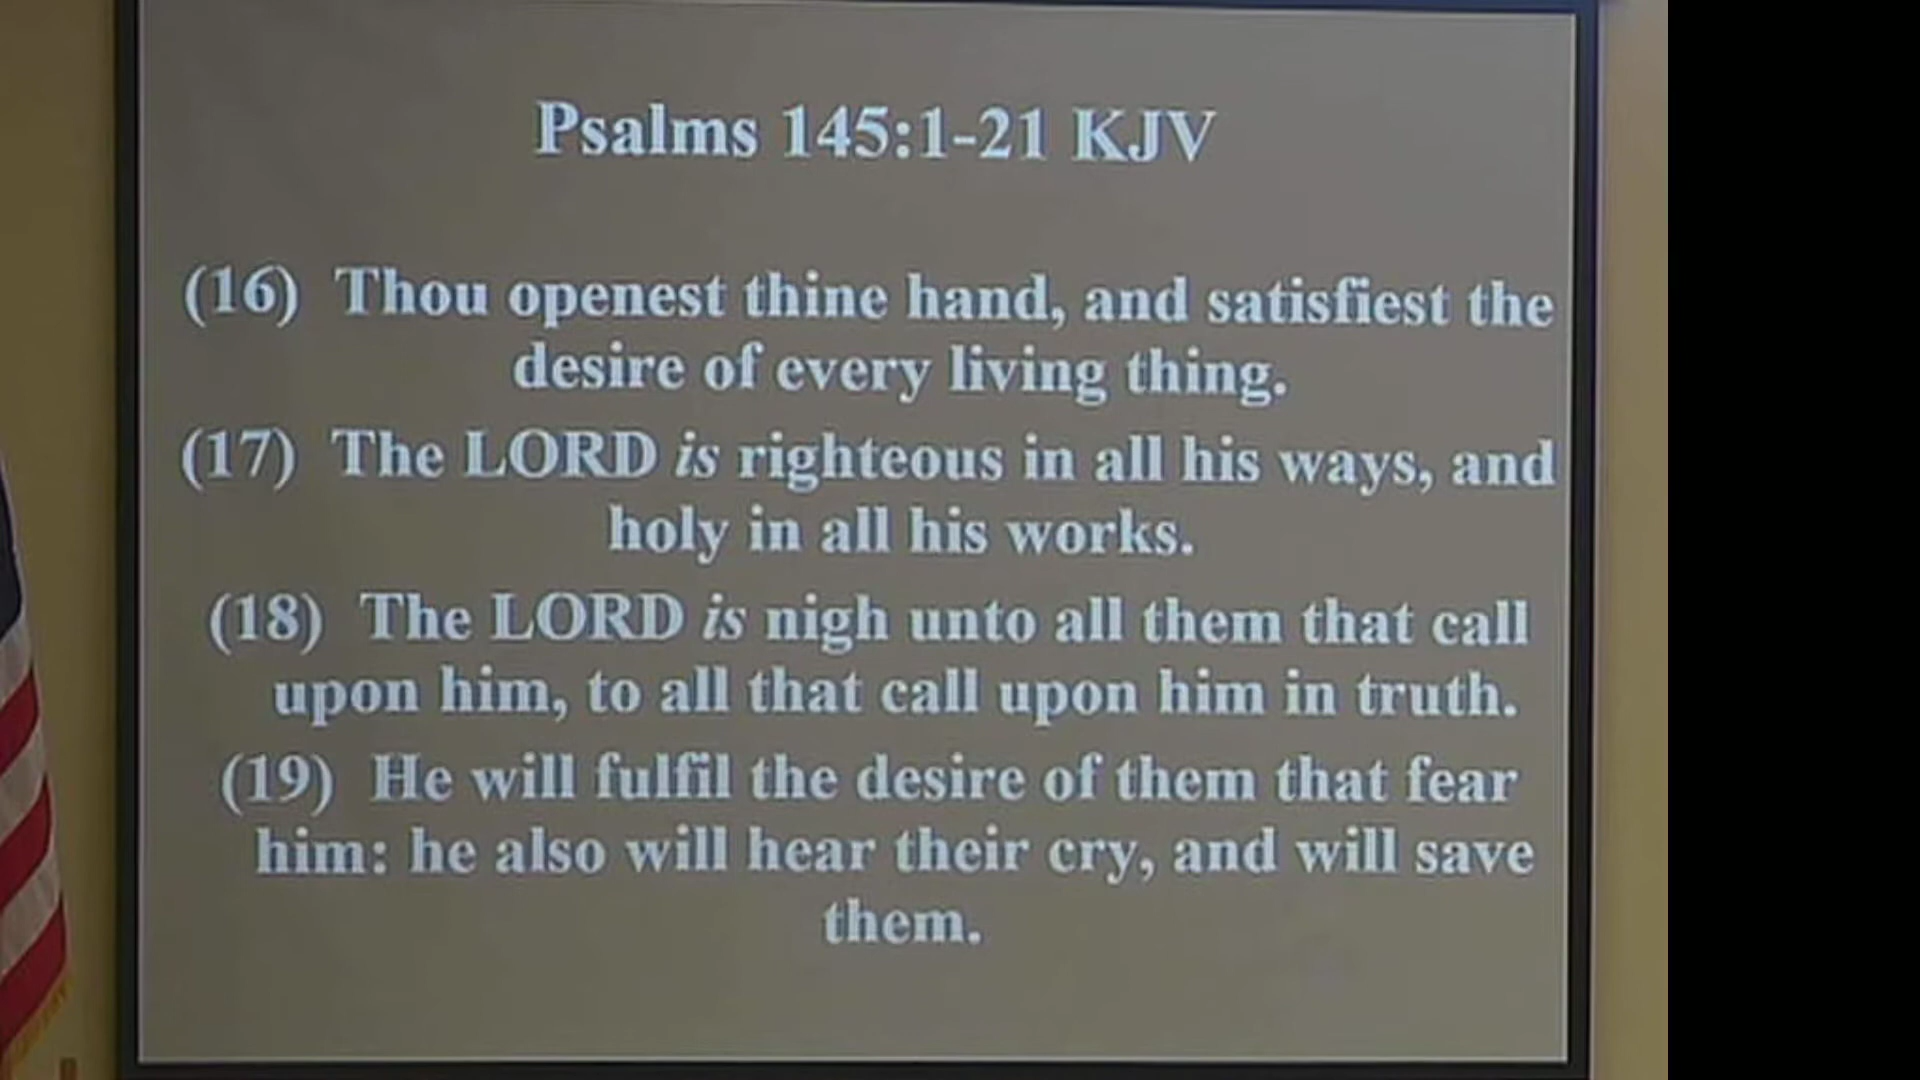 Psalms 145:1-21 KJV
(16) Thou openest thine hand, and satisfiest the
desire of every living thing.
(17) The LORD is righteous in all his ways, and
holy in all his works.
(18) The LORD is nigh unto all them that call
upon him, to all that call upon him in truth.
(19) He will fulfil the desire of them that fear
him: he also will hear their cry, and will save
them.